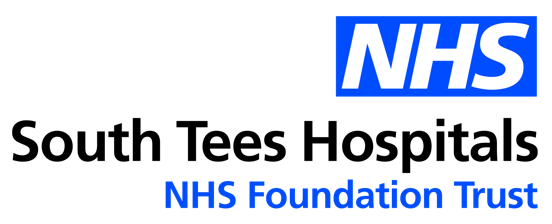 NHS
South Tees Hospitals
NHS Foundation Trust